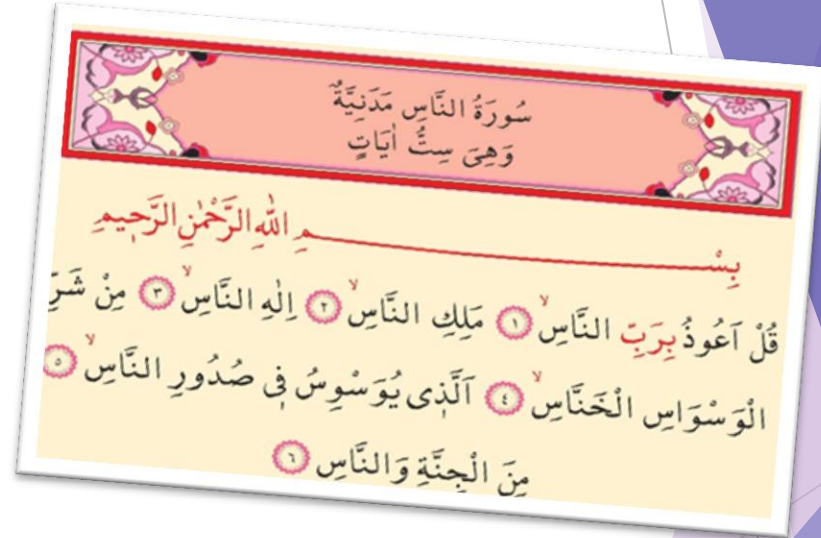 سُورَةُ النَّاسِ مَدَنِيَّةٌ
وَهِىَ سِتُّ اٰيَاتٍ
بِسْمِ اللّٰهِ الرَّحْمٰنِ الرَّحٖيمِ
قُلْ اَعُوذُ بِرَبِّ النَّاسِۙ ١ مَلِكِ النَّاسِۙ ٢ اِلٰهِ النَّاسِۙ ٣ مِنْ شَرِّ
الْوَسْوَاسِ الْخَنَّاسِۙ ٤ اَلَّذٖى يُوَسْوِسُ فٖى صُدُورِ النَّاسِۙ ٥
مِنَ الْجِنَّةِ وَالنَّاسِ ٦